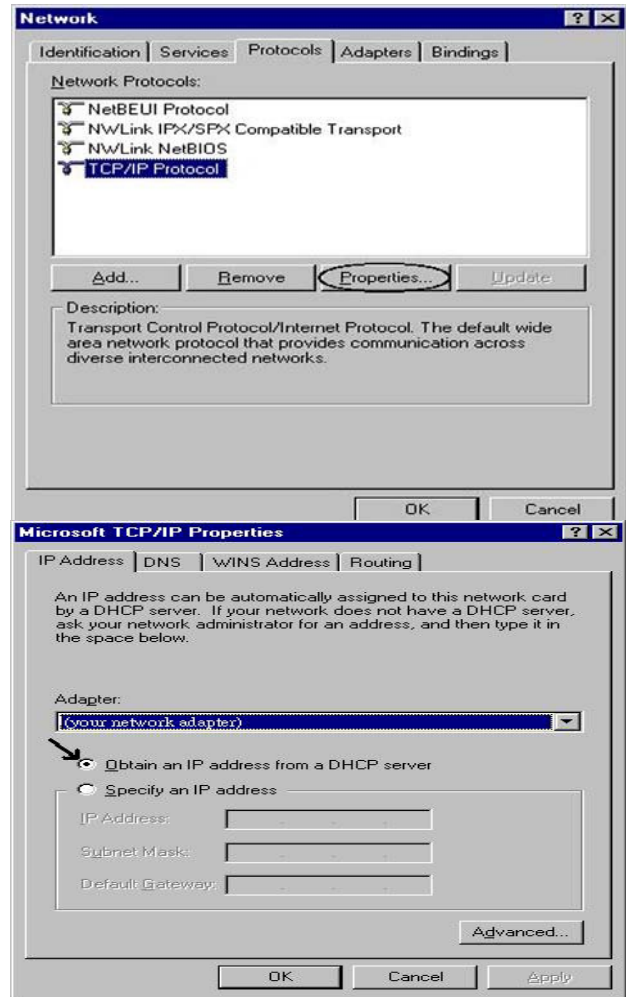 Network
Identification Services Protocols Adapters Bindings
Network Protocols:
NetBEUI Protocol
NWLink IPX/SPX Compatible Transport
NWLink NetBIOS
TCP/IP Protocol
Add... Remove Properties... Update
Description:
Transport Control Protocol/Internet Protocol. The default wide
area network protocol that provides communication across
diverse interconnected networks.
OK Cancel
Microsoft TCP/IP Properties
IP Address DNS WINS Address Routing
An IP address can be automatically assigned to this network card
by a DHCP server. If your network does not have a DHCP server,
ask your network administrator for an address, and then type it in
the space below.
Adapter:
(your network adapter)
Obtain an IP address from a DHCP server
Specify an IP address
IP Address:
Subnet Mask:
Default Gateway:
Advanced...
OK Cancel Apply